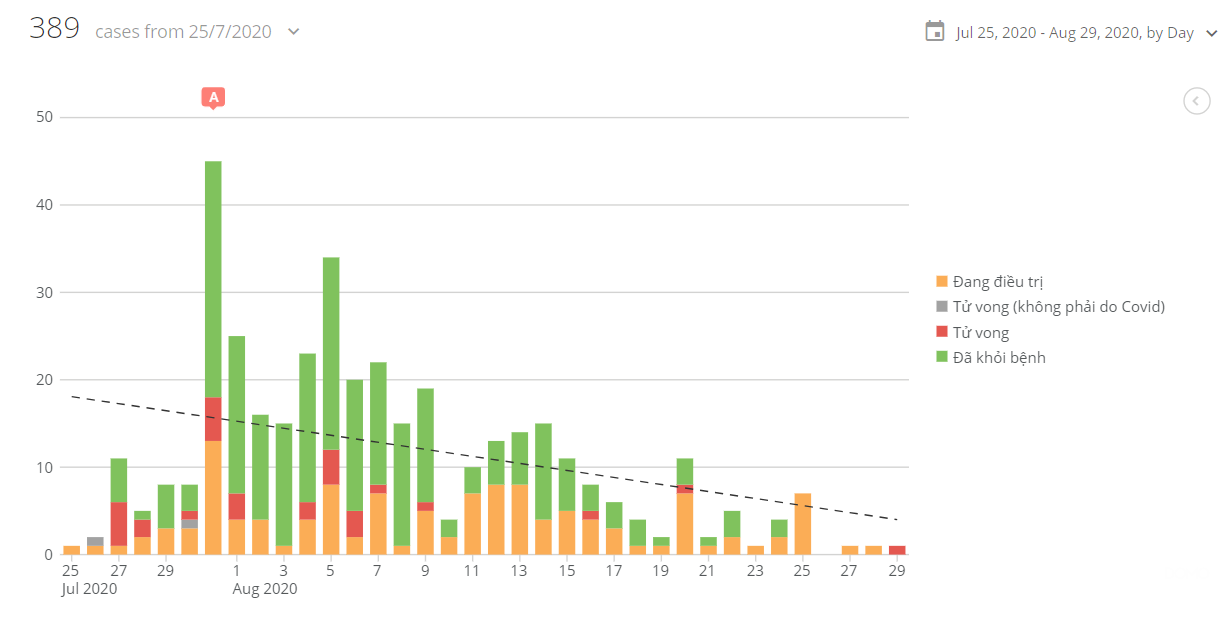 389 cases from 25/7/2020
Jul 25, 2020 - Aug 29, 2020, by Day
A
50
40
30
20
10
0
25 27 29 1 3 5 7 9 11 13 15 17 19 21 23 25 27 29
Jul 2020 Aug 2020
Đang điều trị
Tử vong (không phải do Covid)
Tử vong
Đã khỏi bệnh